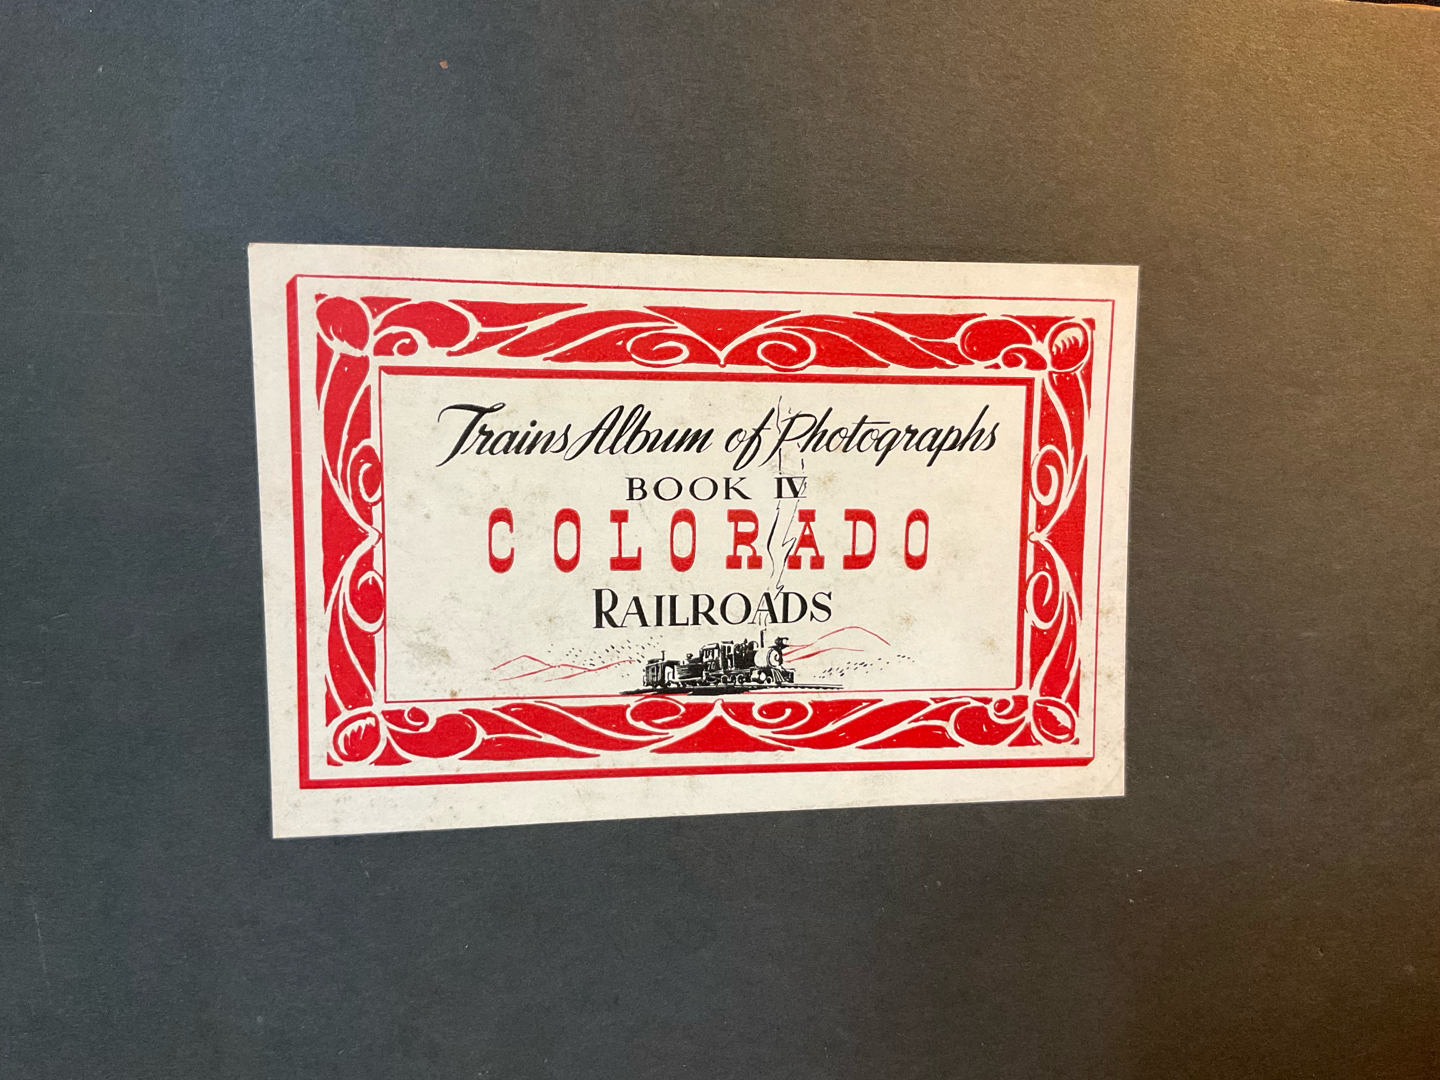 Trains Album of Photographs
BOOK IV
COLORADO
RAILROADS